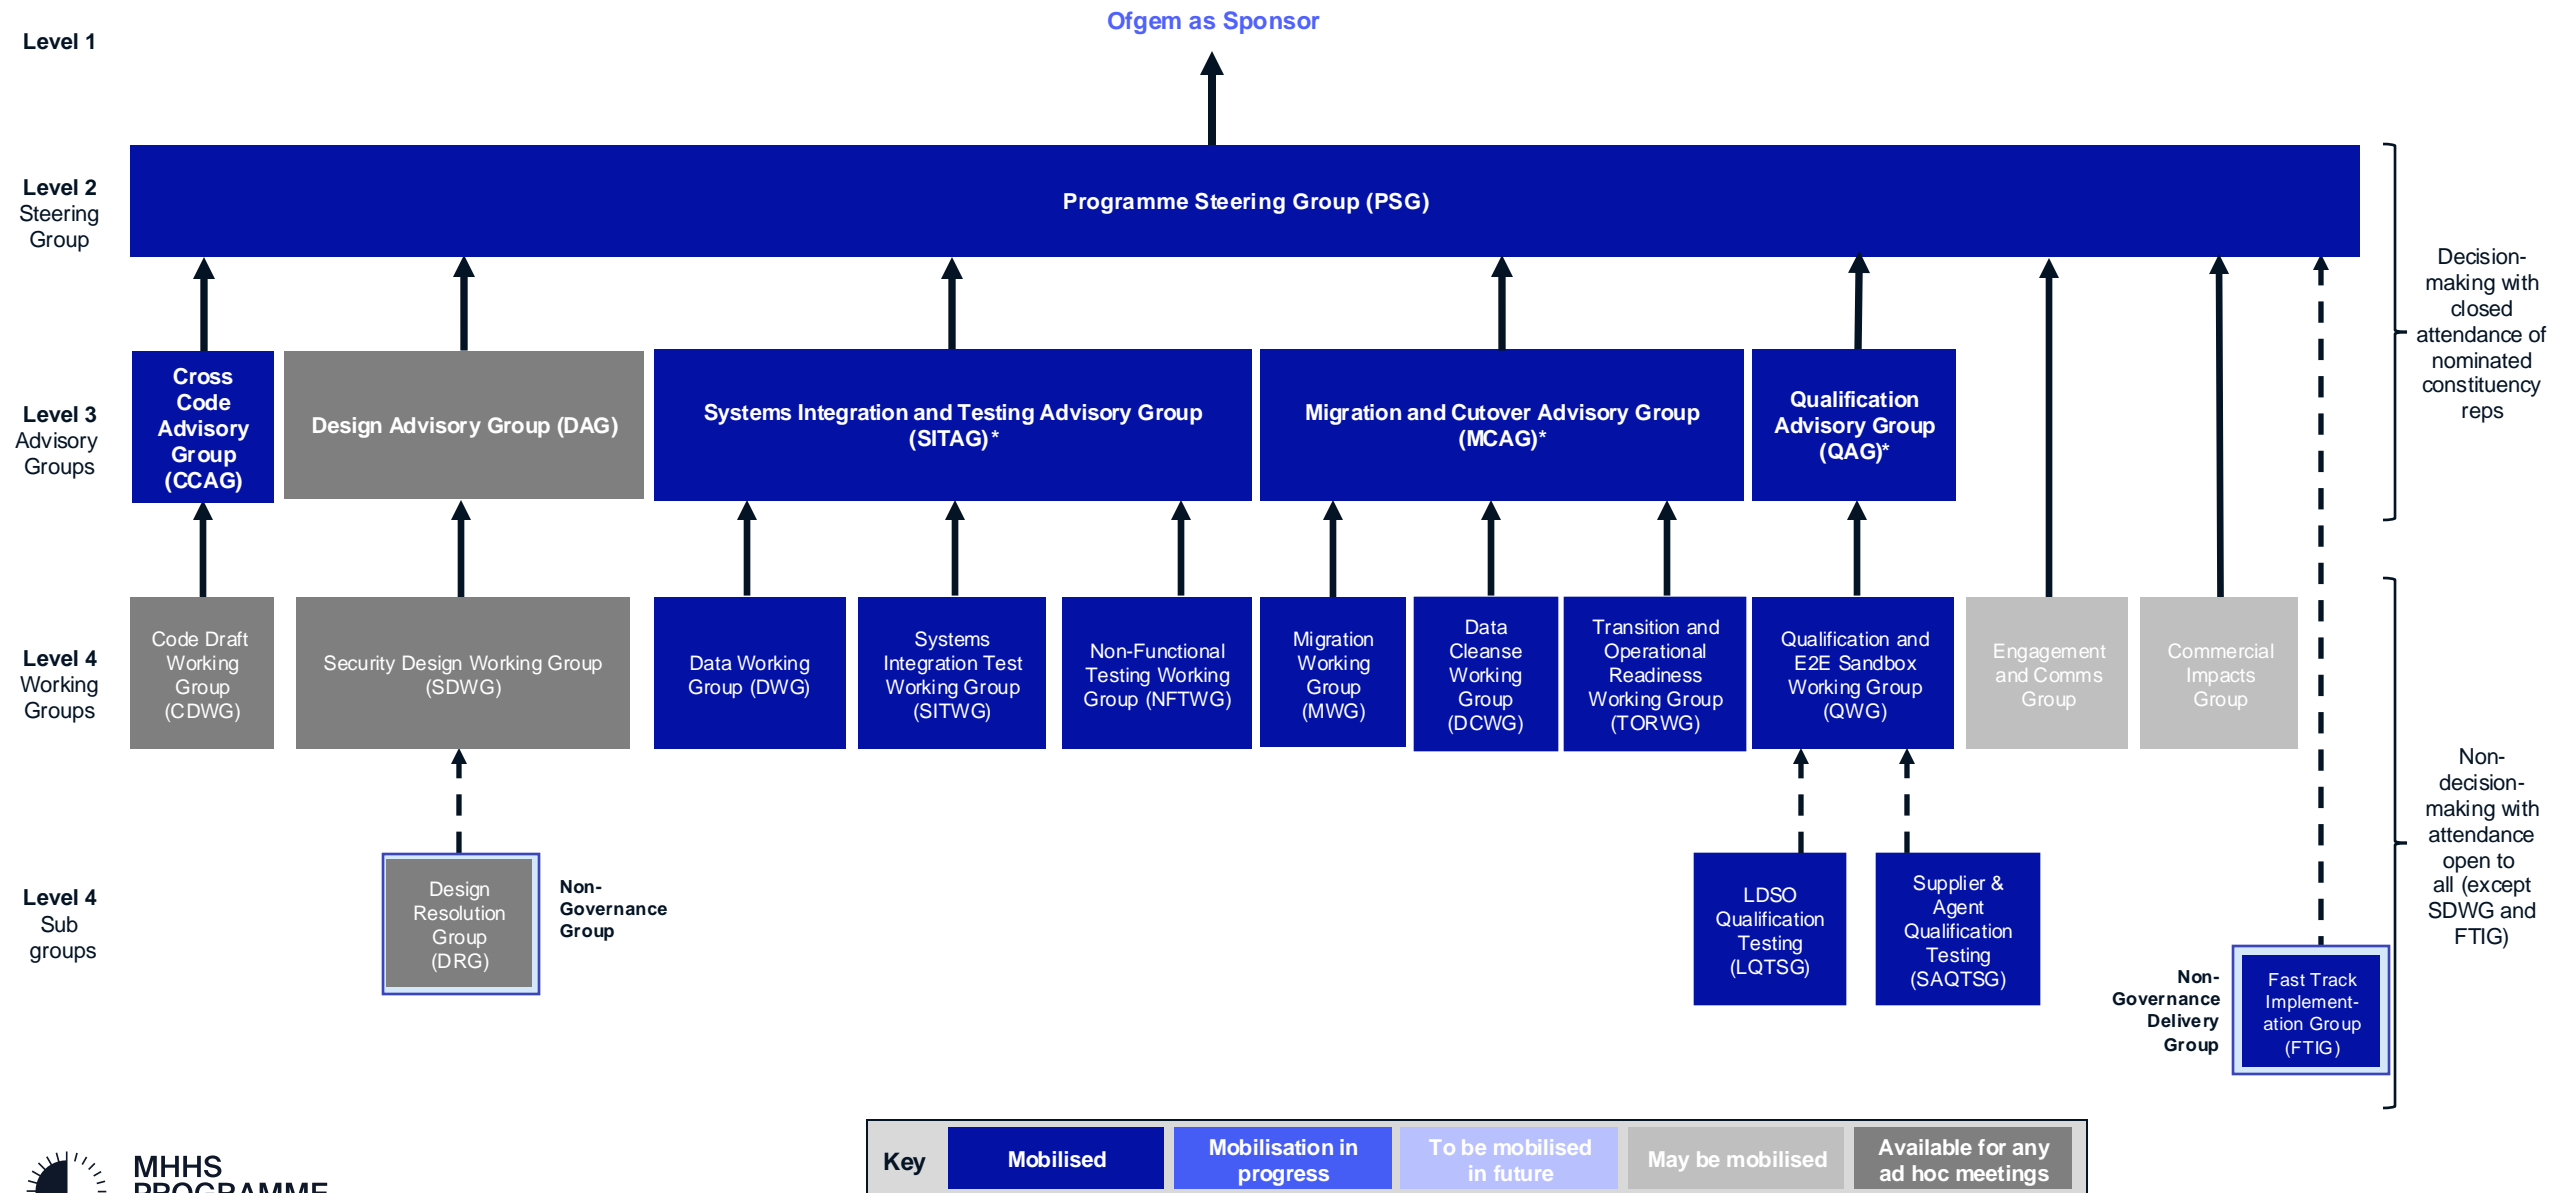 Ofgem as Sponsor
Level 1
Level 2
Steering
Group
Programme Steering Group (PSG)
Decision-
making with
closed
attendance of
nominated
constituency
reps
Level 3
Advisory
Groups
Cross
Code
Advisory
Group
(CCAG)
Design Advisory Group (DAG)
Systems Integration and Testing Advisory Group
(SITAG)*
Migration and Cutover Advisory Group
(MCAG)*
Qualification
Advisory Group
(QAG)*
Level 4
Working
Groups
Code Draft
Working
Group
(CDWG)
Security Design Working Group
(SDWG)
Data Working
Group (DWG)
Systems
Integration Test
Working Group
(SITWG)
Non-Functional
Testing Working
Group (NFTWG)
Migration
Working
Group
(MWG)
Data
Cleanse
Working
Group
(DCWG)
Transition and
Operational
Readiness
Working Group
(TORWG)
Qualification and
E2E Sandbox
Working Group
(QWG)
Engagement
and Comms
Group
Commercial
Impacts
Group
Non-
decision-
making with
attendance
open to
all (except
SDWG and
FTIG)
Level 4
Sub
groups
Design
Resolution
Group
(DRG)
Non-
Governance
Group
LDSO
Qualification
Testing
(LQTSG)
Supplier &
Agent
Qualification
Testing
(SAQTSG)
Non-
Governance
Delivery
Group
Fast Track
Implement-
ation Group
(FTIG)
Key
Mobilised
Mobilisation in
progress
To be mobilised
in future
May be mobilised
Available for any
ad hoc meetings
MHHS
PROGRAMME